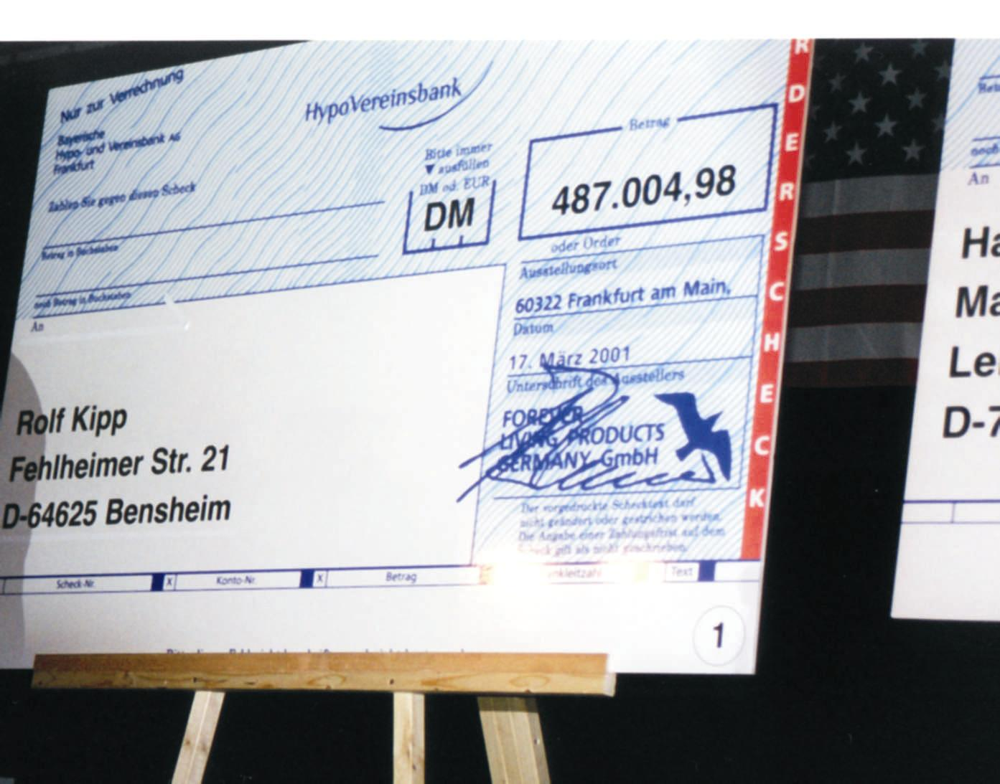 Nur zur Verrechnung
HypoVereinsbank
Bayerische
Hypo- und Vereinsbank AG
Frankfurt
Zahlen Sie gegen diesen Scheck
Bitte immer
▼ ausfüllen
DM od. EUR
DM
Betrag
487.004,98
Betrag in Buchstaben
noch Betrag in Buchstaben
oder Order
Ausstellungsort
60322 Frankfurt am Main,
Datum
17. März 2001
Unterschrift des Ausstellers
FOREVER
LIVING PRODUCTS
GERMANY GmbH
An
Rolf Kipp
Fehlheimer Str. 21
D-64625 Bensheim
Der vorgedruckte Schecktext darf
nicht geändert oder gestrichen werden.
Die Angabe einer Zahlungsfrist auf dem
Scheck gilt als nicht geschrieben.
Scheck-Nr. X Konto-Nr. X Betrag Text
1
RDERSCHECK
An
Ha
Ma
Le
D-7